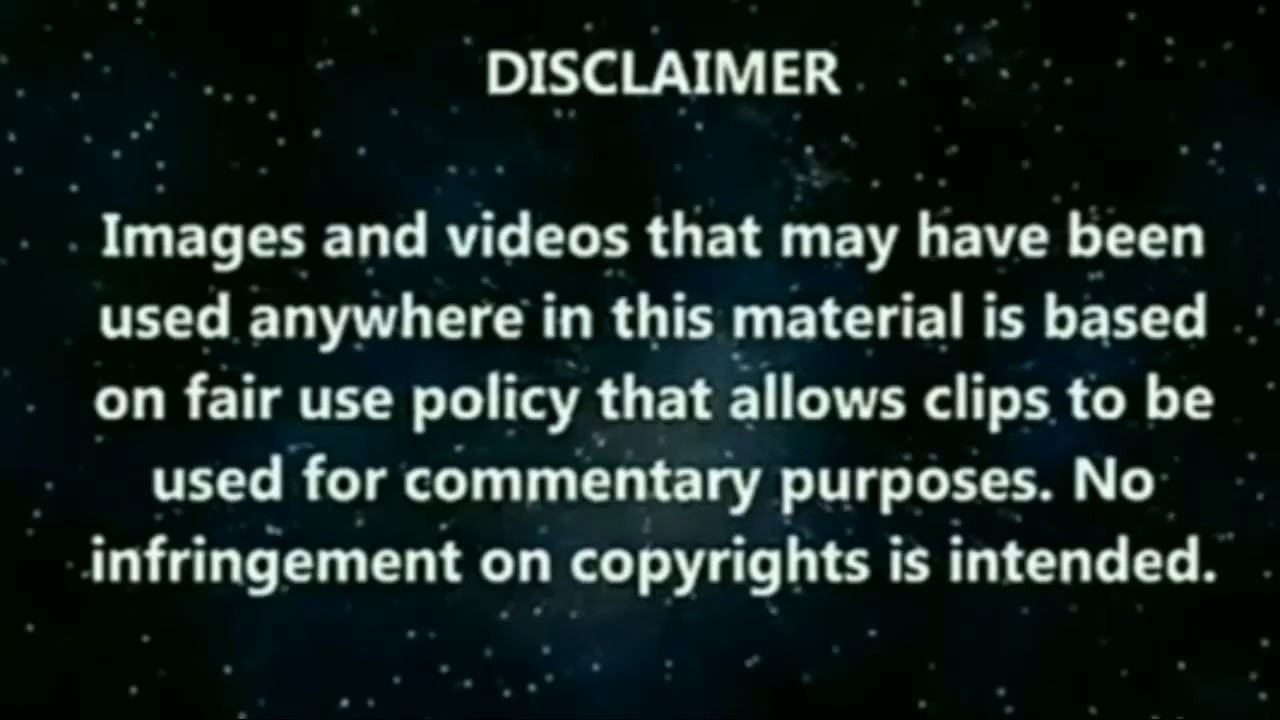 DISCLAIMER
Images and videos that may have been
used anywhere in this material is based
on fair use policy that allows clips to be
used for commentary purposes. No
infringement on copyrights is intended.